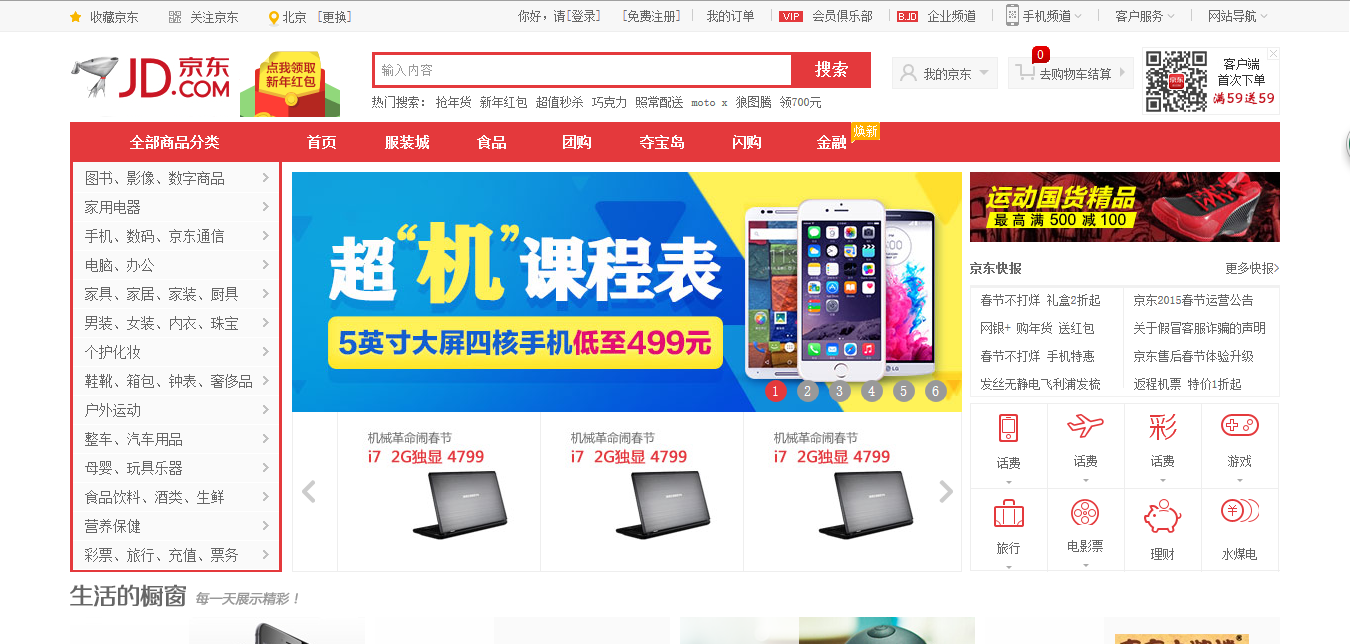 收藏京东 关注京东 北京 [更换] 你好，请[登录] [免费注册] 我的订单 VIP 会员俱乐部 B.JD 企业频道 手机频道 客户服务 网站导航
JD.京东.COM
点我领取
新年红包
输入内容 搜索
热门搜索： 抢年货 新年红包 超值秒杀 巧克力 照常配送 moto x 狼图腾 领700元
我的京东
0
去购物车结算
京东
客户端
首次下单
满59送59
全部商品分类 首页 服装城 食品 团购 夺宝岛 闪购 金融 焕新
图书、影像、数字商品
家用电器
手机、数码、京东通信
电脑、办公
家具、家居、家装、厨具
男装、女装、内衣、珠宝
个护化妆
鞋靴、箱包、钟表、奢侈品
户外运动
整车、汽车用品
母婴、玩具乐器
食品饮料、酒类、生鲜
营养保健
彩票、旅行、充值、票务
超“机”课程表
5英寸大屏四核手机低至499元
1 2 3 4 5 6
机械革命闹春节
i7 2G独显 4799
机械革命闹春节
i7 2G独显 4799
机械革命闹春节
i7 2G独显 4799
运动国货精品
最高满 500 减 100
京东快报 更多快报
春节不打烊 礼盒2折起 京东2015春节运营公告
网银+ 购年货 送红包 关于假冒客服诈骗的声明
春节不打烊 手机特惠 京东售后春节体验升级
发丝无静电飞利浦发梳 返程机票 特价1折起
话费 话费 话费 游戏
旅行 电影票 理财 水煤电
生活的橱窗 每一天展示精彩！